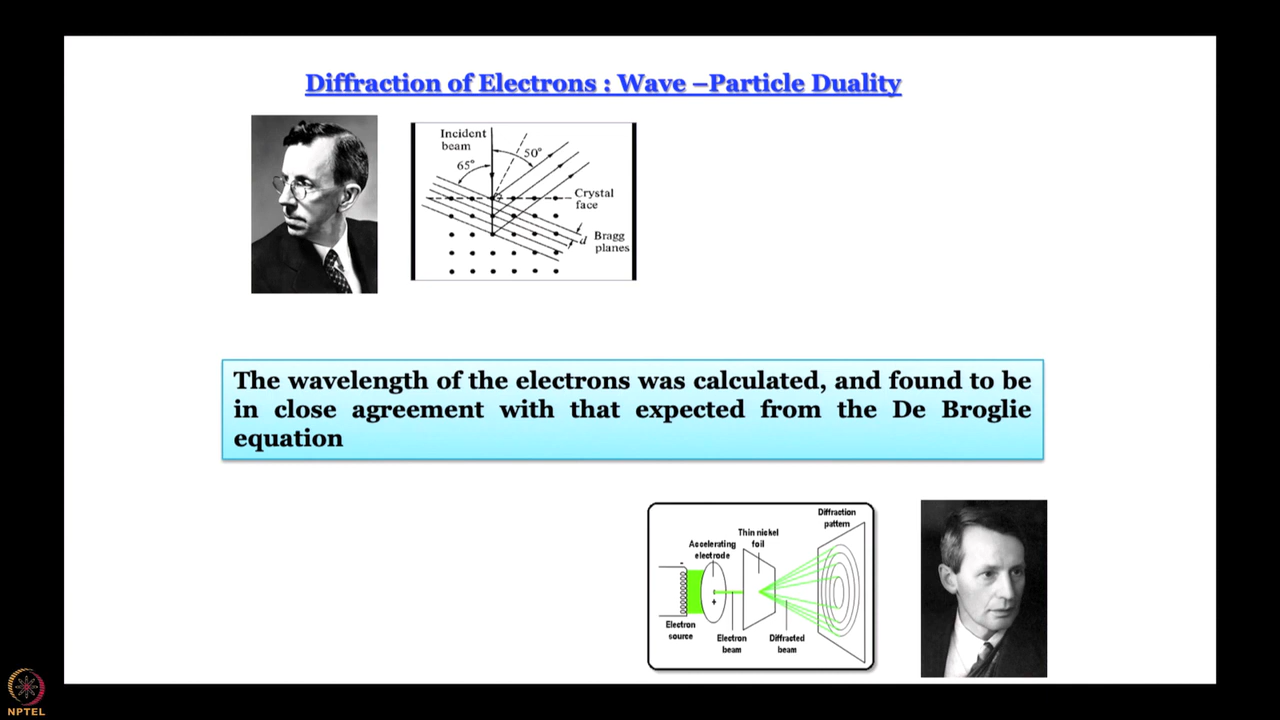 Diffraction of Electrons : Wave –Particle Duality
Incident
beam
50°
65°
Crystal
face
d
Bragg
planes
The wavelength of the electrons was calculated, and found to be
in close agreement with that expected from the De Broglie
equation
Diffraction
pattern
Thin nickel
foil
Accelerating
electrode
-
+
Electron
source
Electron
beam
Diffracted
beam
NPTEL